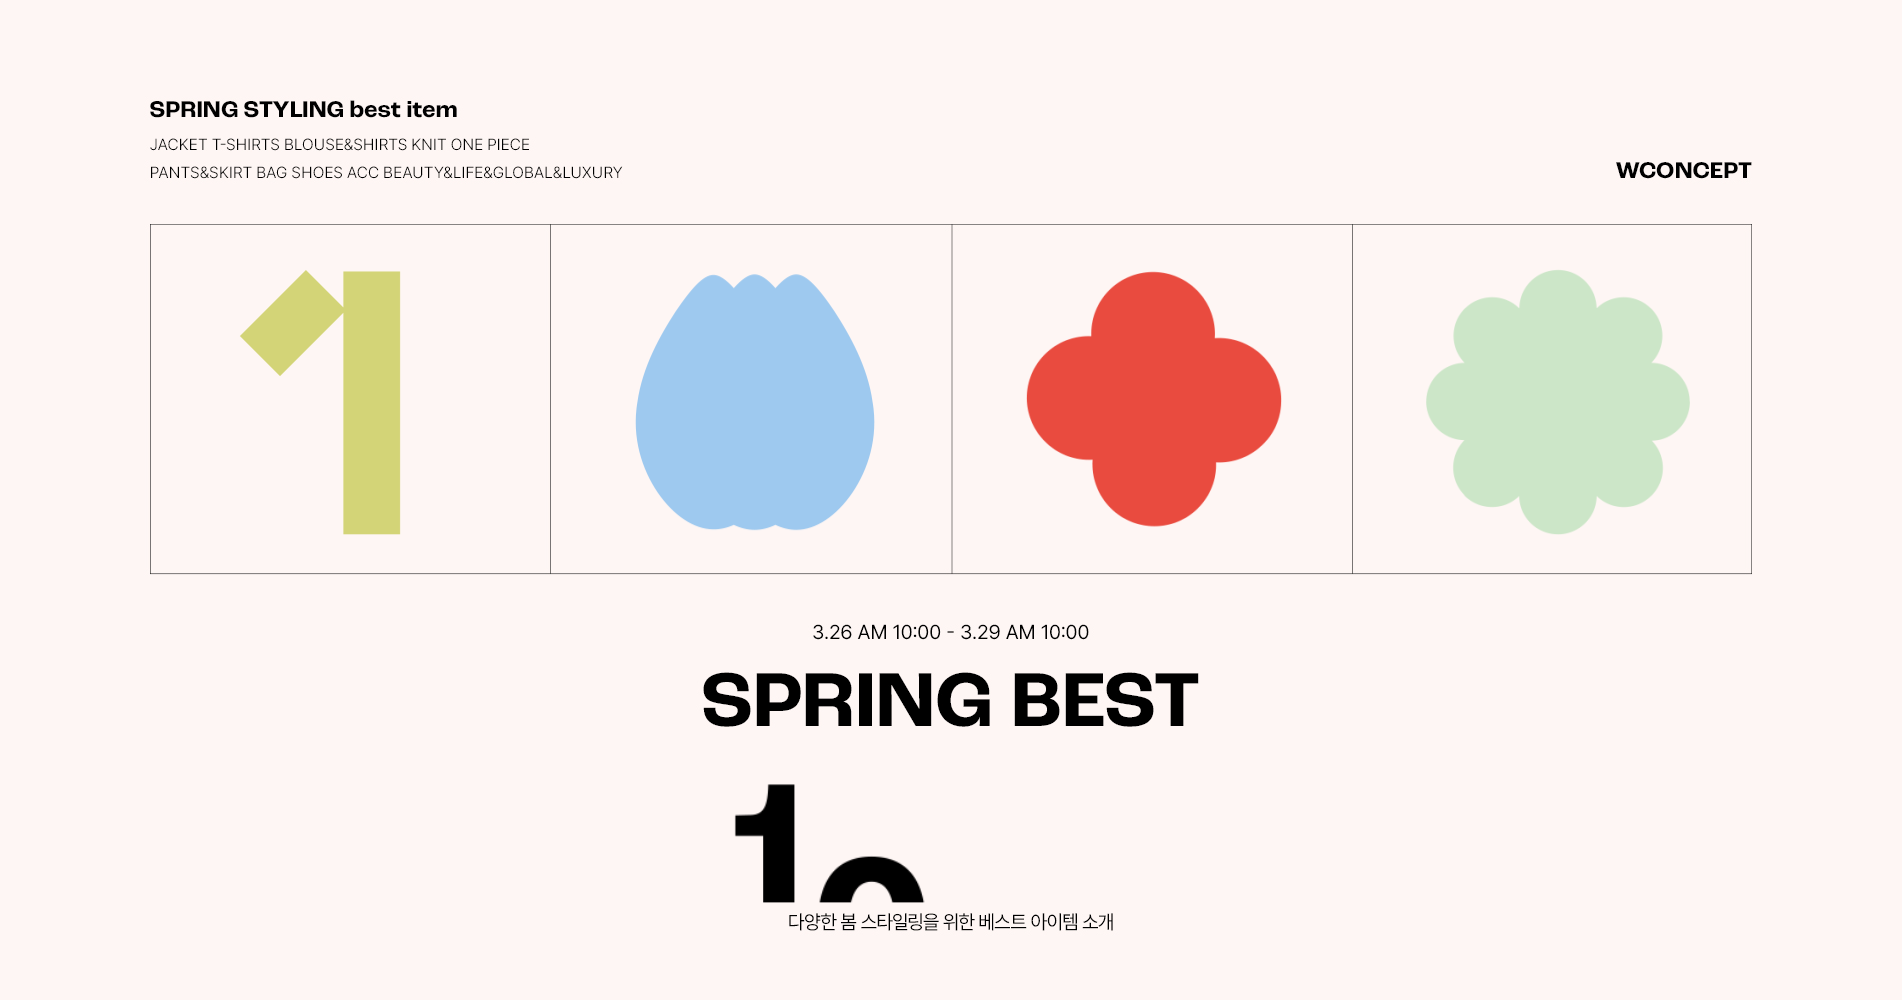 SPRING STYLING best item
JACKET T-SHIRTS BLOUSE&SHIRTS KNIT ONE PIECE
PANTS&SKIRT BAG SHOES ACC BEAUTY&LIFE&GLOBAL&LUXURY
WCONCEPT
1
3.26 AM 10:00 - 3.29 AM 10:00
SPRING BEST
1
다양한 봄 스타일링을 위한 베스트 아이템 소개